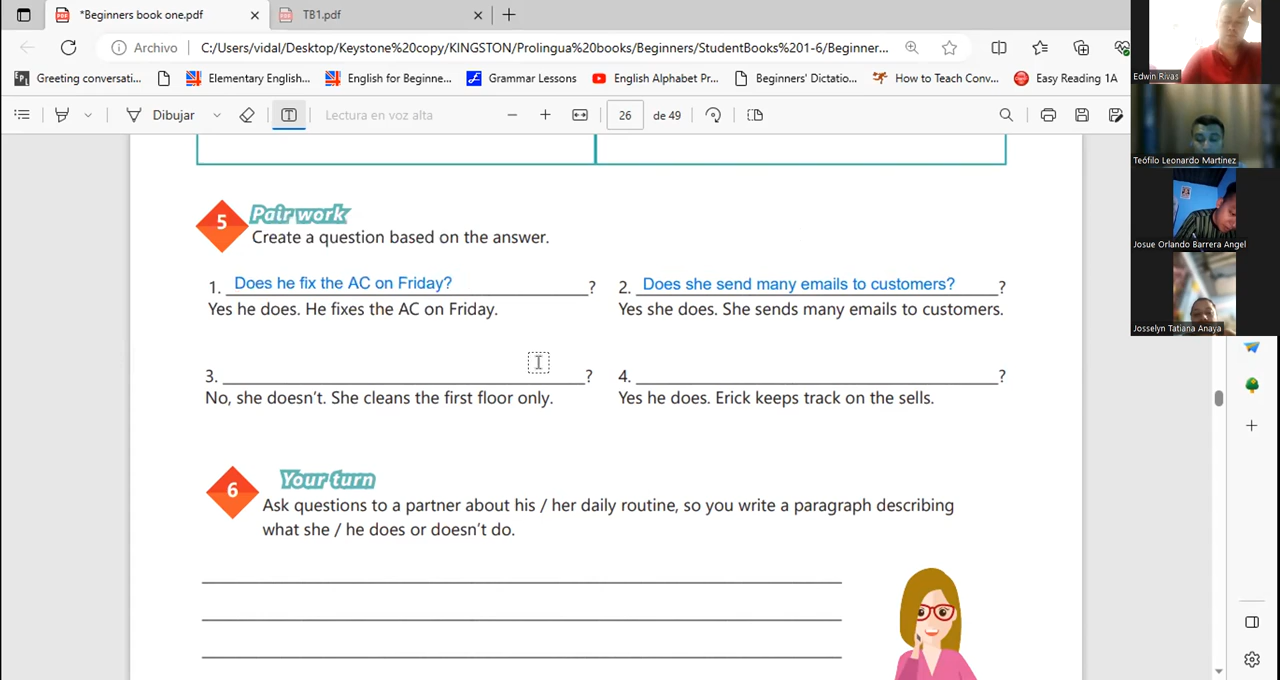 *Beginners book one.pdf
TB1.pdf
Archivo
C:/Users/vidal/Desktop/Keystone%20copy/KINGSTON/Prolingua%20books/Beginners/StudentBooks%201-6/Beginner...
Greeting conversati...
Elementary English...
English for Beginne...
Grammar Lessons
English Alphabet Pr...
Beginners' Dictatio...
How to Teach Conv...
Easy Reading 1A
Dibujar
Lectura en voz alta
26
de 49
Edwin Rivas
Teófilo Leonardo Martinez
Josue Orlando Barrera Angel
Josselyn Tatiana Anaya
5
Pair work
Create a question based on the answer.
1. Does he fix the AC on Friday? ?
Yes he does. He fixes the AC on Friday.
2. Does she send many emails to customers? ?
Yes she does. She sends many emails to customers.
3. ?
No, she doesn't. She cleans the first floor only.
4. ?
Yes he does. Erick keeps track on the sells.
6
Your turn
Ask questions to a partner about his / her daily routine, so you write a paragraph describing
what she / he does or doesn't do.